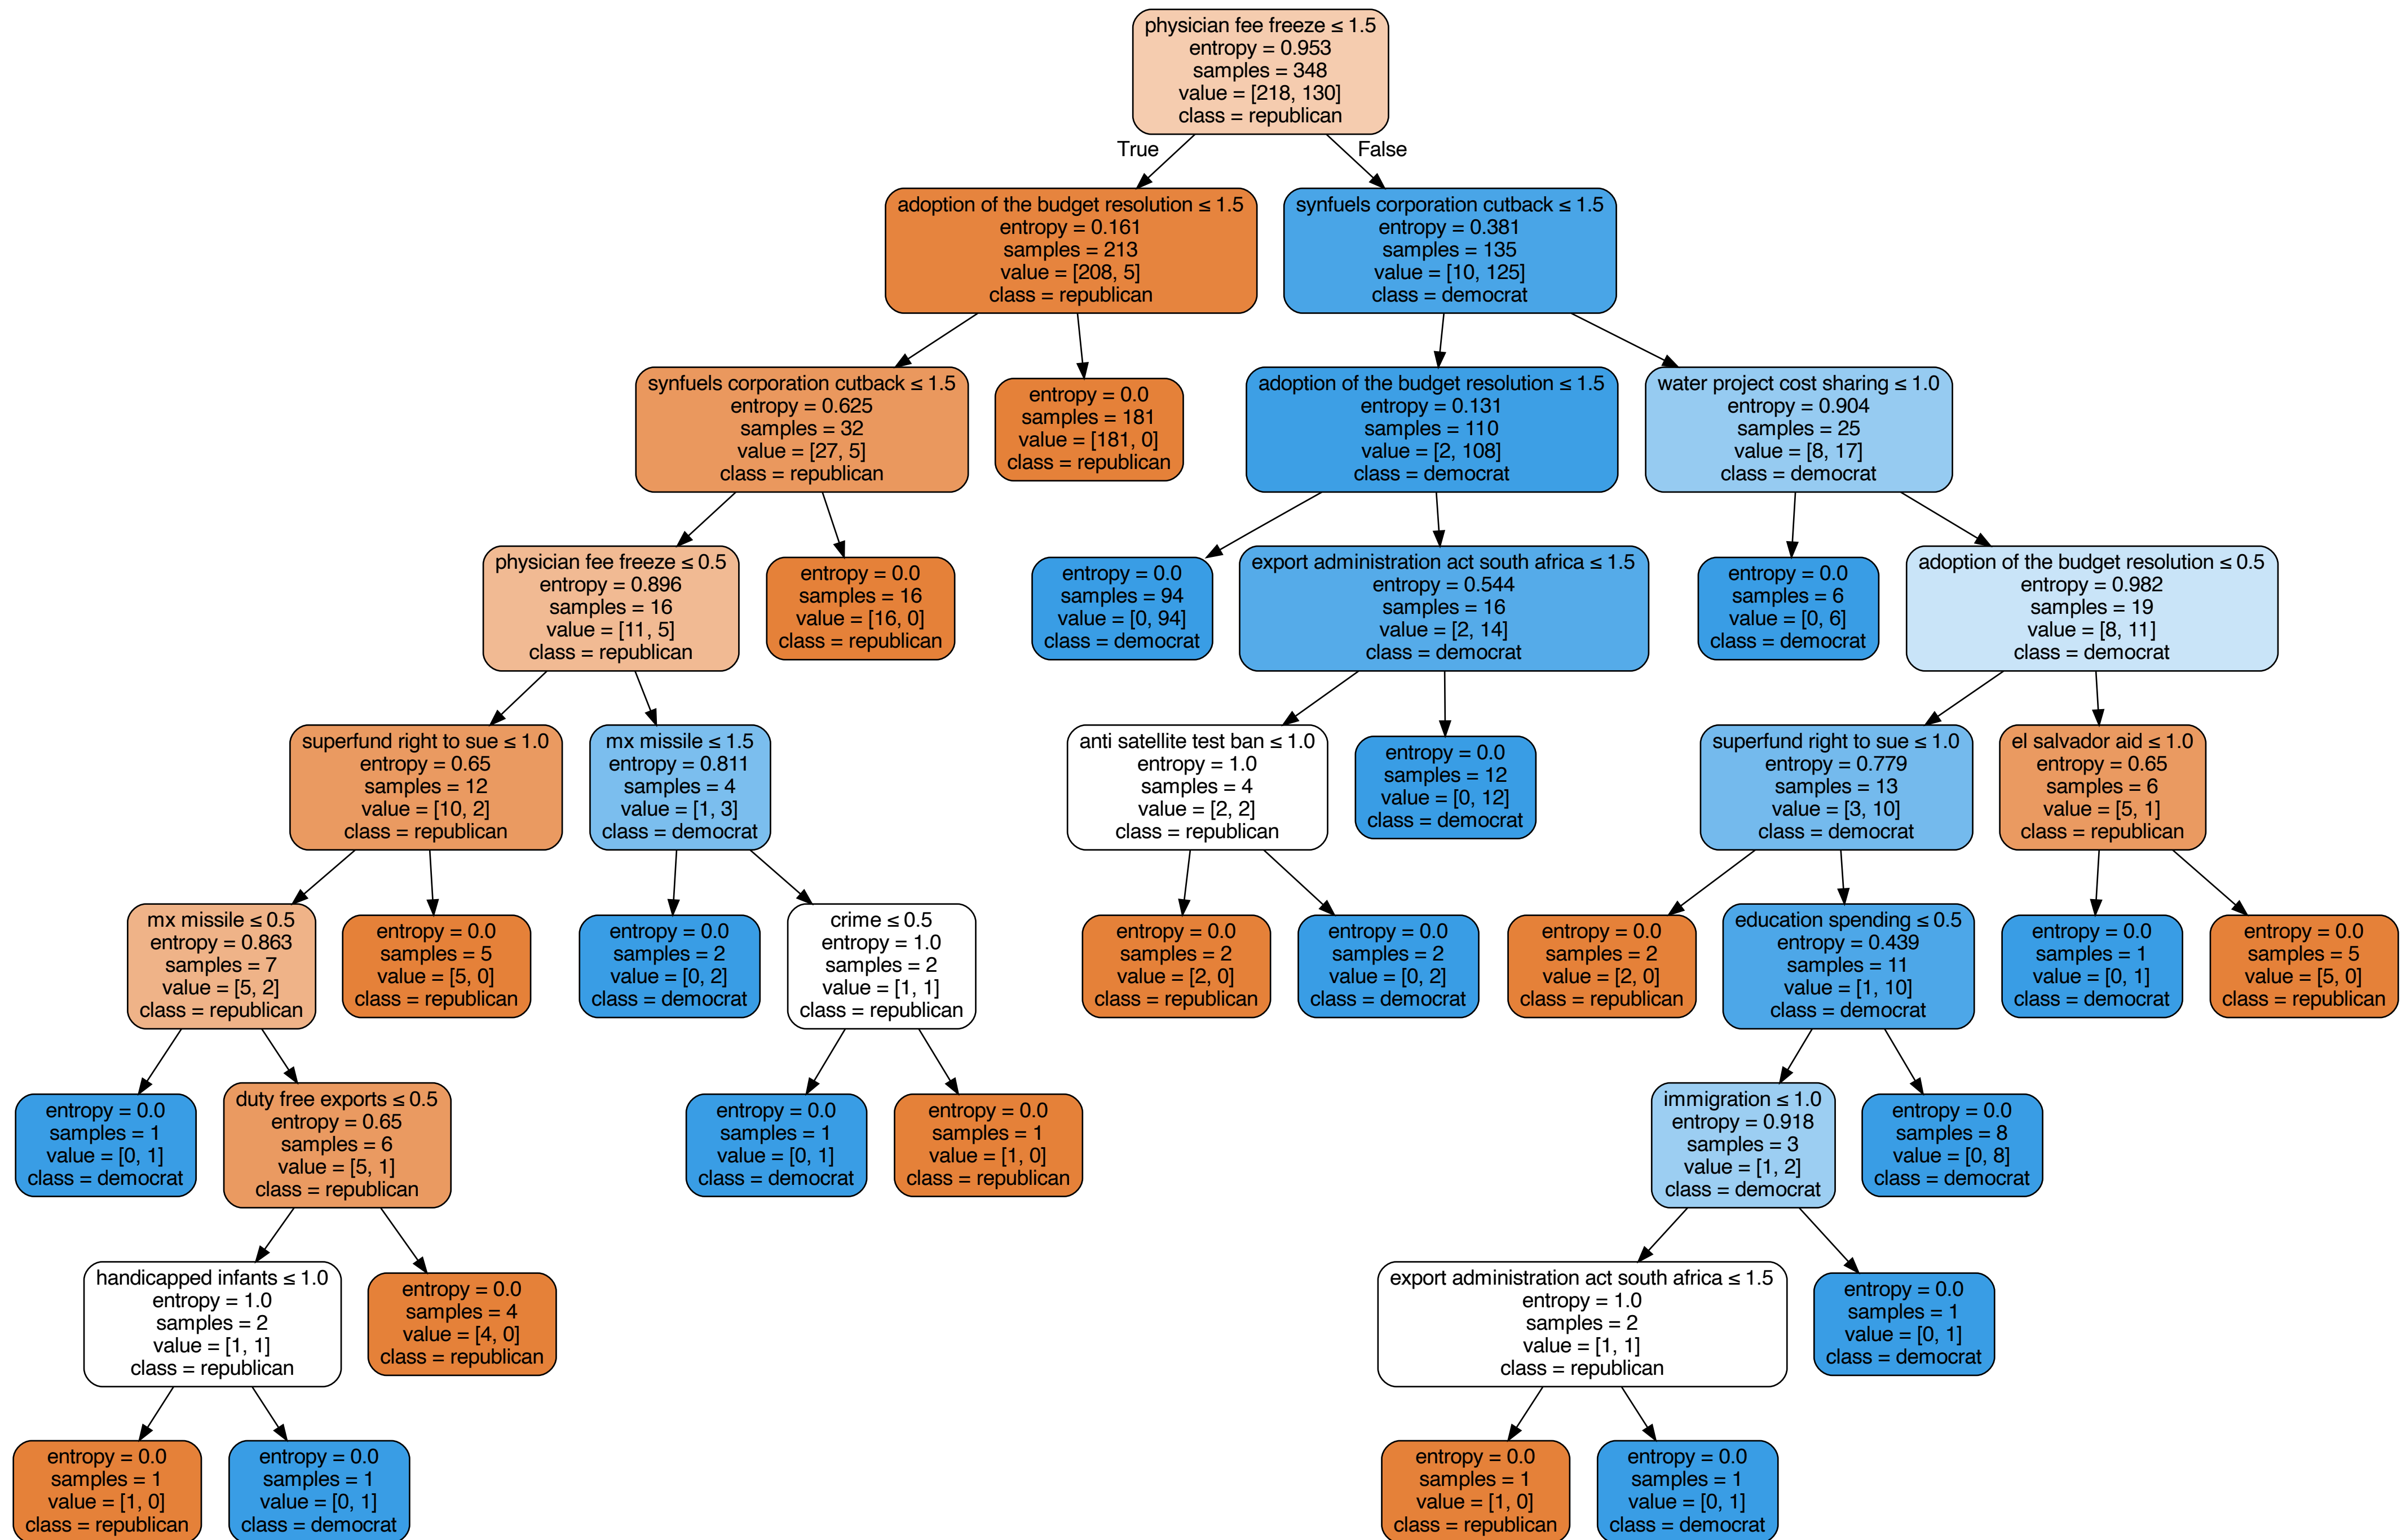 physician fee freeze ≤ 1.5
entropy = 0.953
samples = 348
value = [218, 130]
class = republican
True
False
adoption of the budget resolution ≤ 1.5
entropy = 0.161
samples = 213
value = [208, 5]
class = republican
synfuels corporation cutback ≤ 1.5
entropy = 0.381
samples = 135
value = [10, 125]
class = democrat
synfuels corporation cutback ≤ 1.5
entropy = 0.625
samples = 32
value = [27, 5]
class = republican
entropy = 0.0
samples = 181
value = [181, 0]
class = republican
adoption of the budget resolution ≤ 1.5
entropy = 0.131
samples = 110
value = [2, 108]
class = democrat
water project cost sharing ≤ 1.0
entropy = 0.904
samples = 25
value = [8, 17]
class = democrat
physician fee freeze ≤ 0.5
entropy = 0.896
samples = 16
value = [11, 5]
class = republican
entropy = 0.0
samples = 16
value = [16, 0]
class = republican
entropy = 0.0
samples = 94
value = [0, 94]
class = democrat
export administration act south africa ≤ 1.5
entropy = 0.544
samples = 16
value = [2, 14]
class = democrat
entropy = 0.0
samples = 6
value = [0, 6]
class = democrat
adoption of the budget resolution ≤ 0.5
entropy = 0.982
samples = 19
value = [8, 11]
class = democrat
superfund right to sue ≤ 1.0
entropy = 0.65
samples = 12
value = [10, 2]
class = republican
mx missile ≤ 1.5
entropy = 0.811
samples = 4
value = [1, 3]
class = democrat
anti satellite test ban ≤ 1.0
entropy = 1.0
samples = 4
value = [2, 2]
class = republican
entropy = 0.0
samples = 12
value = [0, 12]
class = democrat
superfund right to sue ≤ 1.0
entropy = 0.779
samples = 13
value = [3, 10]
class = democrat
el salvador aid ≤ 1.0
entropy = 0.65
samples = 6
value = [5, 1]
class = republican
mx missile ≤ 0.5
entropy = 0.863
samples = 7
value = [5, 2]
class = republican
entropy = 0.0
samples = 5
value = [5, 0]
class = republican
entropy = 0.0
samples = 2
value = [0, 2]
class = democrat
crime ≤ 0.5
entropy = 1.0
samples = 2
value = [1, 1]
class = republican
entropy = 0.0
samples = 2
value = [2, 0]
class = republican
entropy = 0.0
samples = 2
value = [0, 2]
class = democrat
entropy = 0.0
samples = 2
value = [2, 0]
class = republican
education spending ≤ 0.5
entropy = 0.439
samples = 11
value = [1, 10]
class = democrat
entropy = 0.0
samples = 1
value = [0, 1]
class = democrat
entropy = 0.0
samples = 5
value = [5, 0]
class = republican
entropy = 0.0
samples = 1
value = [0, 1]
class = democrat
duty free exports ≤ 0.5
entropy = 0.65
samples = 6
value = [5, 1]
class = republican
entropy = 0.0
samples = 1
value = [0, 1]
class = democrat
entropy = 0.0
samples = 1
value = [1, 0]
class = republican
immigration ≤ 1.0
entropy = 0.918
samples = 3
value = [1, 2]
class = democrat
entropy = 0.0
samples = 8
value = [0, 8]
class = democrat
handicapped infants ≤ 1.0
entropy = 1.0
samples = 2
value = [1, 1]
class = republican
entropy = 0.0
samples = 4
value = [4, 0]
class = republican
export administration act south africa ≤ 1.5
entropy = 1.0
samples = 2
value = [1, 1]
class = republican
entropy = 0.0
samples = 1
value = [0, 1]
class = democrat
entropy = 0.0
samples = 1
value = [1, 0]
class = republican
entropy = 0.0
samples = 1
value = [0, 1]
class = democrat
entropy = 0.0
samples = 1
value = [1, 0]
class = republican
entropy = 0.0
samples = 1
value = [0, 1]
class = democrat